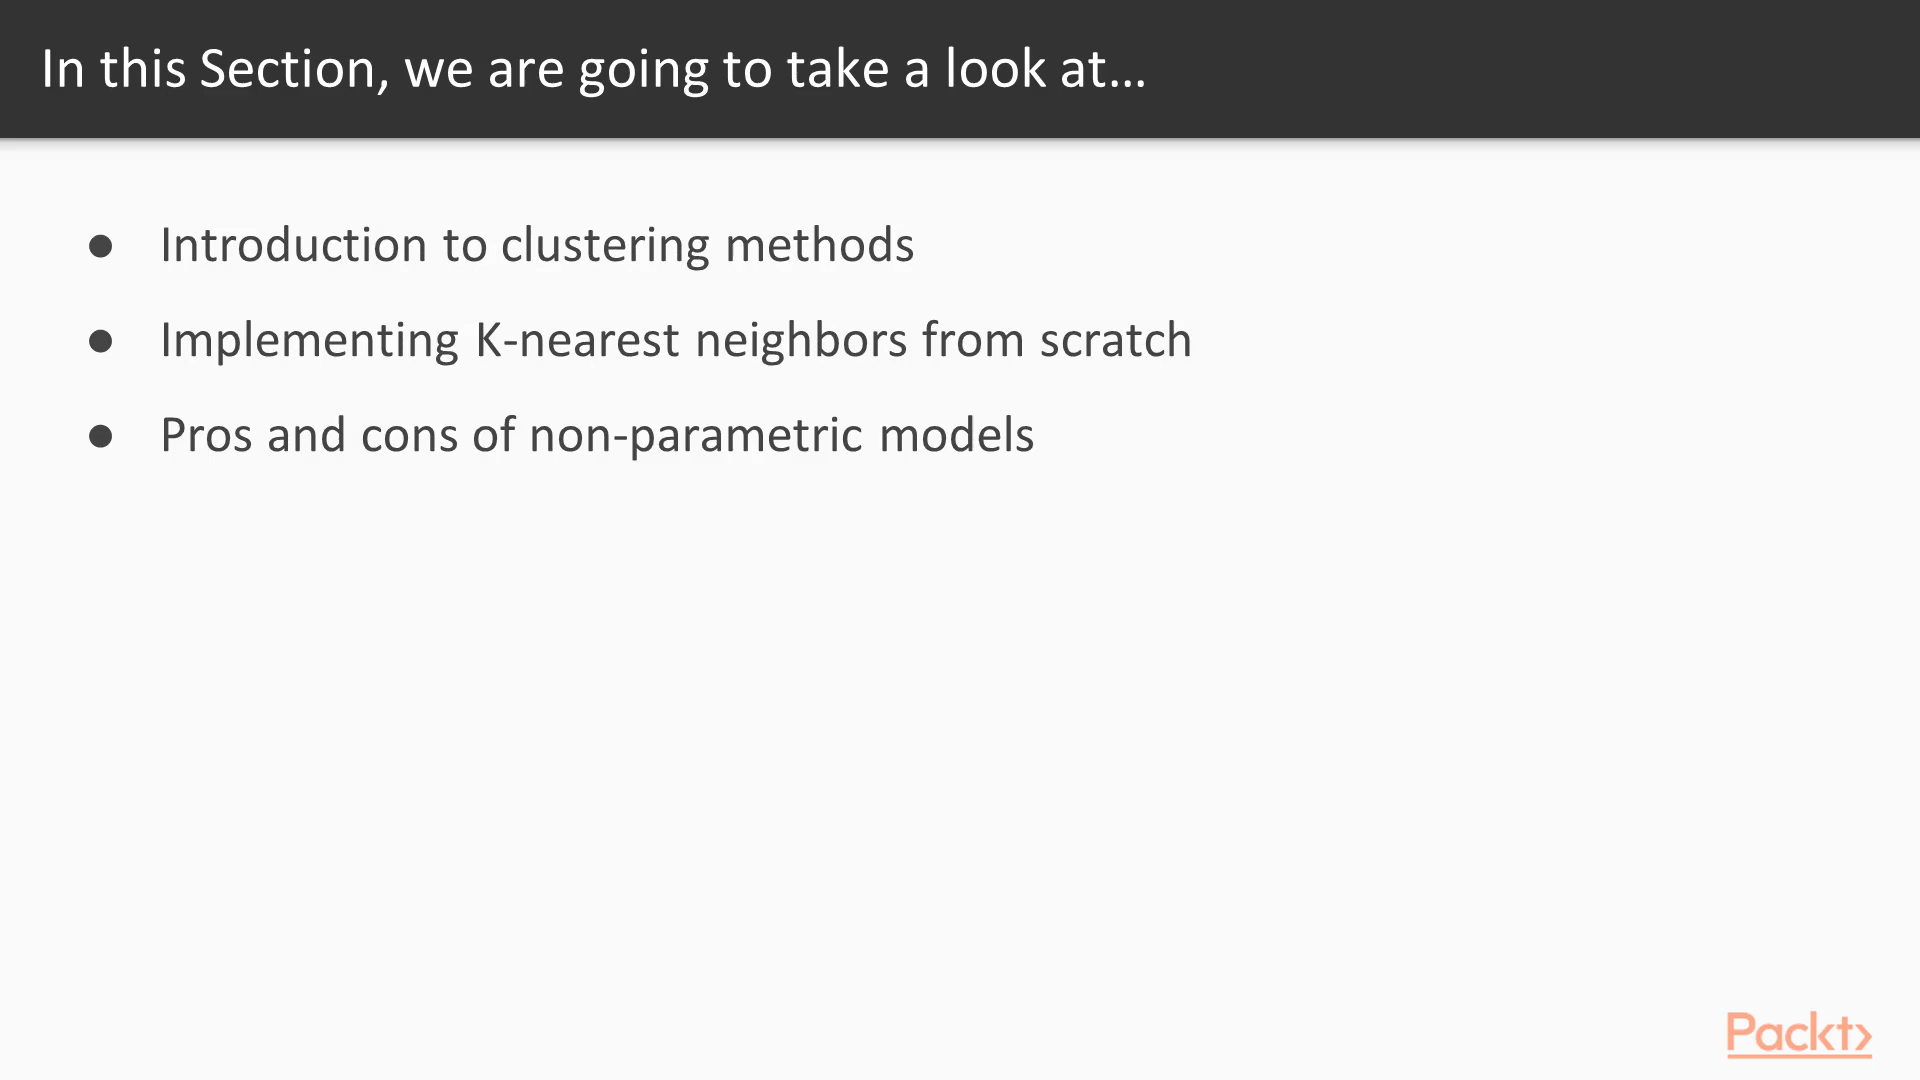 In this Section, we are going to take a look at…
● Introduction to clustering methods
● Implementing K-nearest neighbors from scratch
● Pros and cons of non-parametric models
Packt>